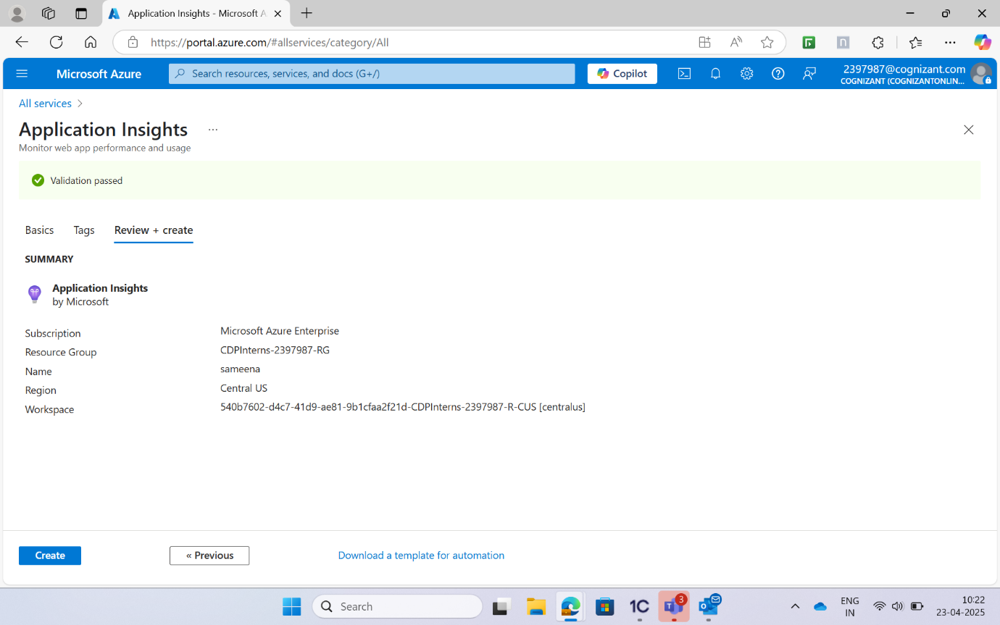 Application Insights - Microsoft A
https://portal.azure.com/#allservices/category/All
Microsoft Azure
Search resources, services, and docs (G+/)
Copilot
2397987@cognizant.com
COGNIZANT (COGNIZANTONLIN...
All services
Application Insights
Monitor web app performance and usage
Validation passed
Basics Tags Review + create
SUMMARY
Application Insights
by Microsoft
Subscription Microsoft Azure Enterprise
Resource Group CDPInterns-2397987-RG
Name sameena
Region Central US
Workspace 540b7602-d4c7-41d9-ae81-9b1cfaa2f21d-CDPInterns-2397987-R-CUS [centralus]
Create « Previous Download a template for automation
Search
1C
3
ENG
IN
10:22
23-04-2025